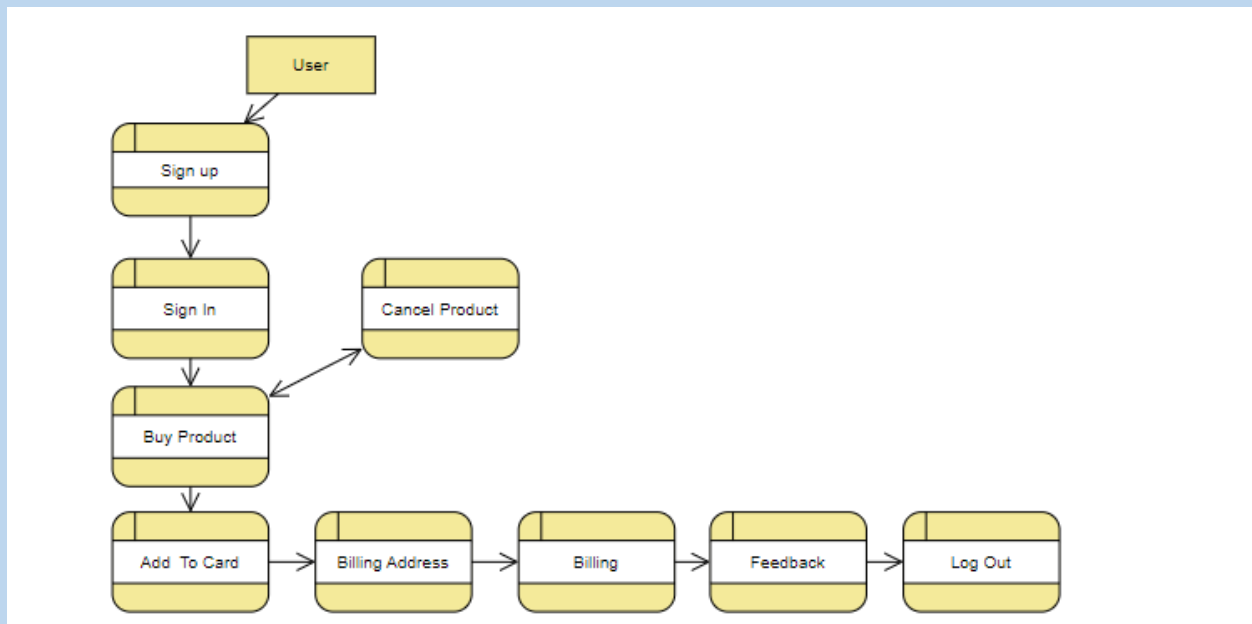 User
Sign up
Sign In
Cancel Product
Buy Product
Add To Card
Billing Address
Billing
Feedback
Log Out